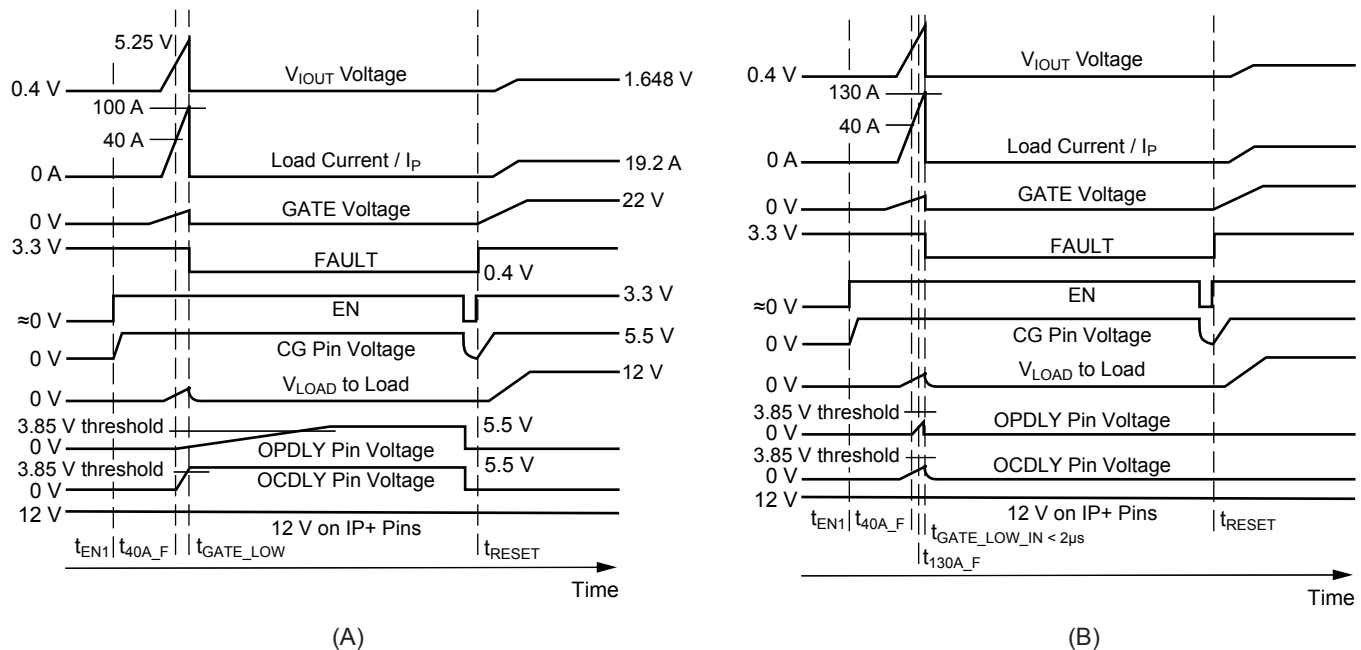 5.25 V
0.4 V
VIOUT Voltage
1.648 V
100 A
40 A
0 A
Load Current / IP
19.2 A
0 V
GATE Voltage
22 V
3.3 V
FAULT
0.4 V
≈0 V
EN
3.3 V
0 V
CG Pin Voltage
5.5 V
0 V
VLOAD to Load
12 V
3.85 V threshold
0 V
OPDLY Pin Voltage
5.5 V
3.85 V threshold
0 V
OCDLY Pin Voltage
5.5 V
12 V
12 V on IP+ Pins
tEN1
t40A_F
tGATE_LOW
tRESET
Time
(A)
0.4 V
VIOUT Voltage
130 A
40 A
0 A
Load Current / IP
0 V
GATE Voltage
3.3 V
FAULT
≈0 V
EN
0 V
CG Pin Voltage
0 V
VLOAD to Load
3.85 V threshold
0 V
OPDLY Pin Voltage
3.85 V threshold
0 V
OCDLY Pin Voltage
12 V
12 V on IP+ Pins
tEN1
t40A_F
tGATE_LOW_IN < 2µs
tRESET
t130A_F
Time
(B)